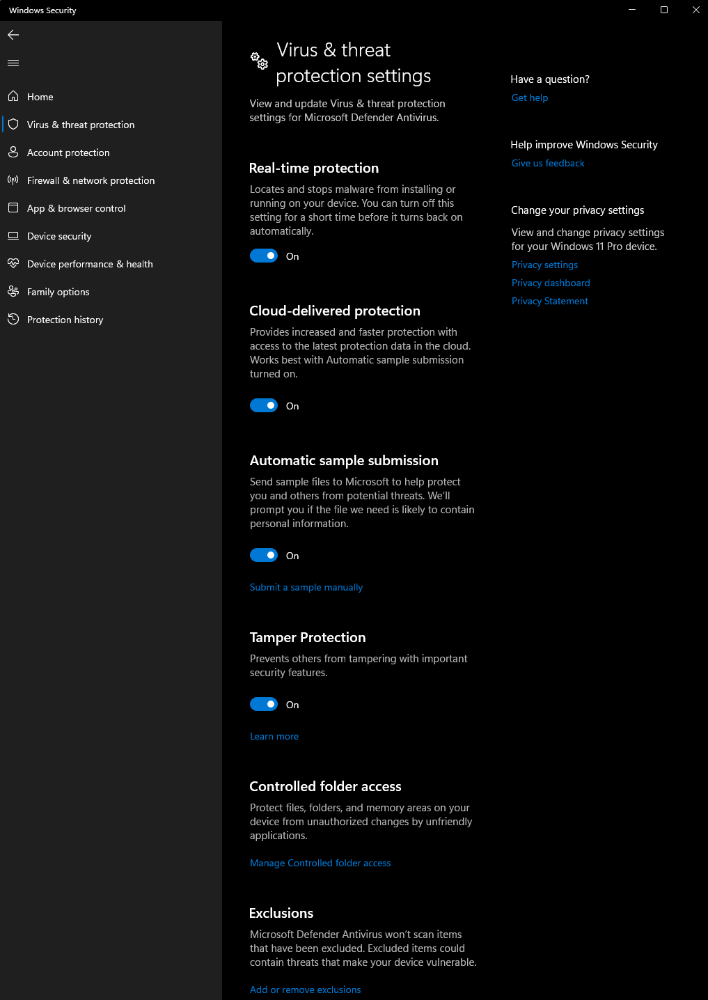 Windows Security
Home
Virus & threat protection
Account protection
Firewall & network protection
App & browser control
Device security
Device performance & health
Family options
Protection history
Virus & threat
protection settings
View and update Virus & threat protection
settings for Microsoft Defender Antivirus.
Real-time protection
Locates and stops malware from installing or
running on your device. You can turn off this
setting for a short time before it turns back on
automatically.
On
Cloud-delivered protection
Provides increased and faster protection with
access to the latest protection data in the cloud.
Works best with Automatic sample submission
turned on.
On
Automatic sample submission
Send sample files to Microsoft to help protect
you and others from potential threats. We’ll
prompt you if the file we need is likely to contain
personal information.
On
Submit a sample manually
Tamper Protection
Prevents others from tampering with important
security features.
On
Learn more
Controlled folder access
Protect files, folders, and memory areas on your
device from unauthorized changes by unfriendly
applications.
Manage Controlled folder access
Exclusions
Microsoft Defender Antivirus won’t scan items
that have been excluded. Excluded items could
contain threats that make your device vulnerable.
Add or remove exclusions
Have a question?
Get help
Help improve Windows Security
Give us feedback
Change your privacy settings
View and change privacy settings
for your Windows 11 Pro device.
Privacy settings
Privacy dashboard
Privacy Statement